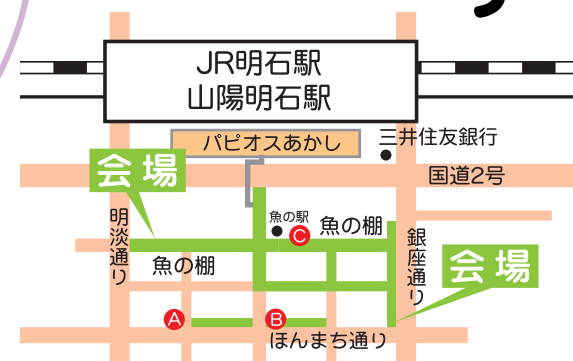 JR明石駅
山陽明石駅
パピオスあかし
三井住友銀行
国道2号
会場
明淡通り
魚の駅
C
魚の棚
魚の棚
銀座通り
会場
A
B
ほんまち通り